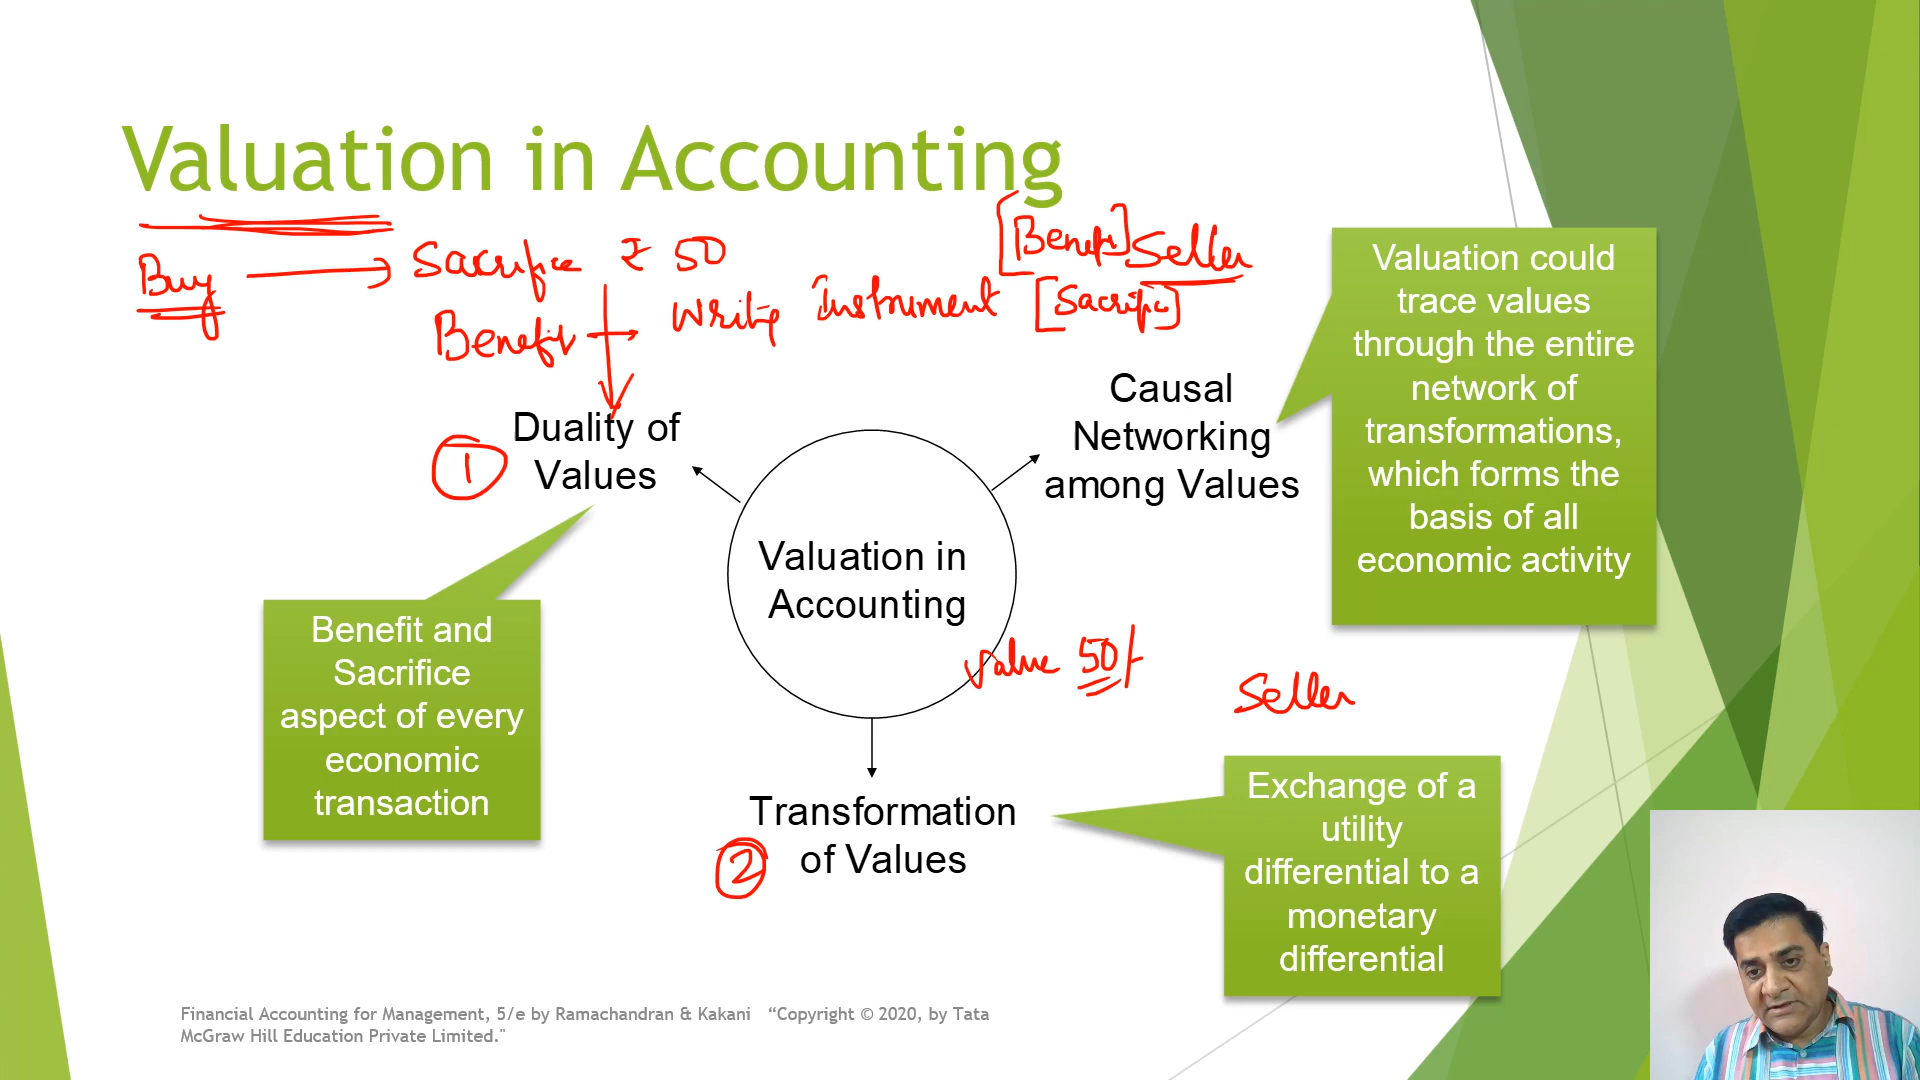 Valuation in Accounting
Buy
Sacrifice ₹ 50
Benefit
Writing Instrument
[Benefit] Seller
[Sacrific]
Duality of
Values
1
Causal
Networking
among Values
Valuation could
trace values
through the entire
network of
transformations,
which forms the
basis of all
economic activity
Valuation in
Accounting
Benefit and
Sacrifice
aspect of every
economic
transaction
Value 50/-
Seller
Transformation
of Values
2
Exchange of a
utility
differential to a
monetary
differential
Financial Accounting for Management, 5/e by Ramachandran & Kakani “Copyright © 2020, by Tata
McGraw Hill Education Private Limited."